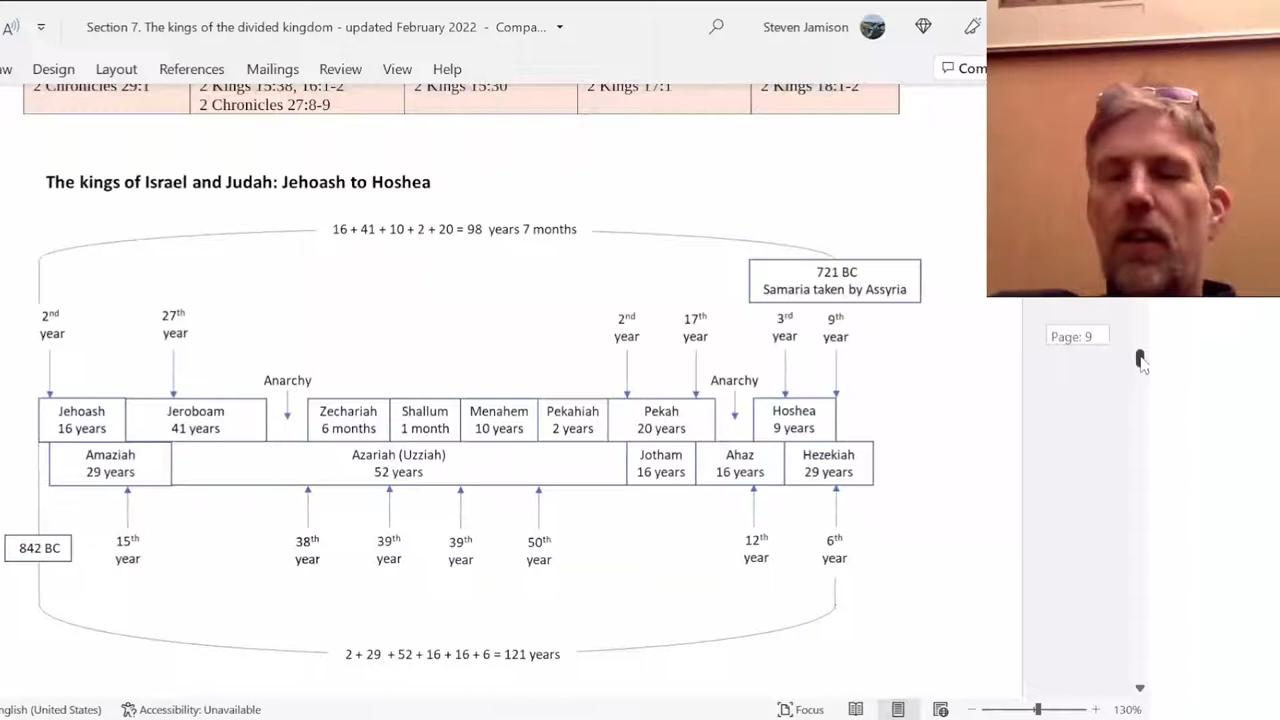 Section 7. The kings of the divided kingdom - updated February 2022 - Compa...
Steven Jamison
aw Design Layout References Mailings Review View Help
Com
2 Chronicles 29:1
2 Kings 15:38, 16:1-2
2 Chronicles 27:8-9
2 Kings 15:30
2 Kings 17:1
2 Kings 18:1-2
The kings of Israel and Judah: Jehoash to Hoshea
16 + 41 + 10 + 2 + 20 = 98 years 7 months
721 BC
Samaria taken by Assyria
2nd
year
27th
year
2nd
year
17th
year
3rd
year
9th
year
Page: 9
Anarchy
Anarchy
Jehoash
16 years
Jeroboam
41 years
Zechariah
6 months
Shallum
1 month
Menahem
10 years
Pekahiah
2 years
Pekah
20 years
Hoshea
9 years
Amaziah
29 years
Azariah (Uzziah)
52 years
Jotham
16 years
Ahaz
16 years
Hezekiah
29 years
842 BC
15th
year
38th
year
39th
year
39th
year
50th
year
12th
year
6th
year
2 + 29 + 52 + 16 + 16 + 6 = 121 years
nglish (United States)
Accessibility: Unavailable
Focus
130%